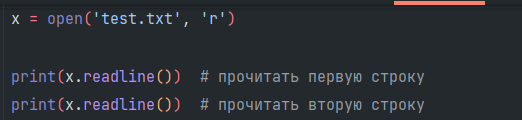 x = open('test.txt', 'r')
print(x.readline())  # прочитать первую строку
print(x.readline())  # прочитать вторую строку